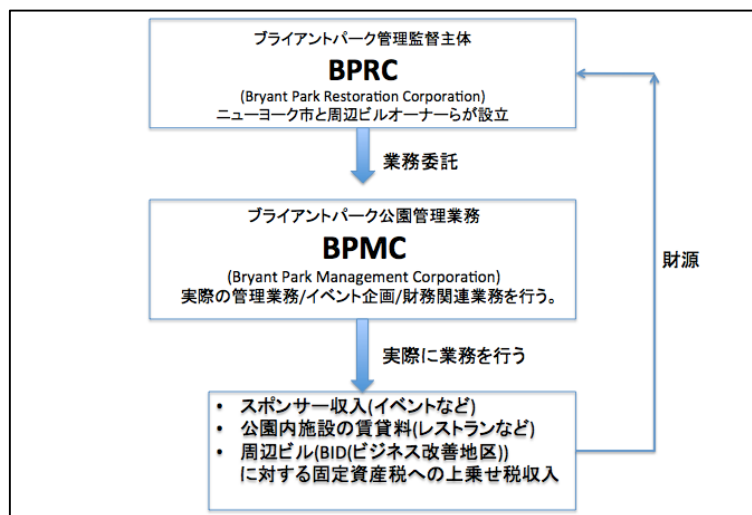 ブライアントパーク管理監督主体
BPRC
(Bryant Park Restoration Corporation)
ニューヨーク市と周辺ビルオーナーらが設立
業務委託
ブライアントパーク公園管理業務
BPMC
(Bryant Park Management Corporation)
実際の管理業務/イベント企画/財務関連業務を行う。
財源
実際に業務を行う
• スポンサー収入(イベントなど)
• 公園内施設の賃貸料(レストランなど)
• 周辺ビル(BID(ビジネス改善地区))
に対する固定資産税への上乗せ税収入